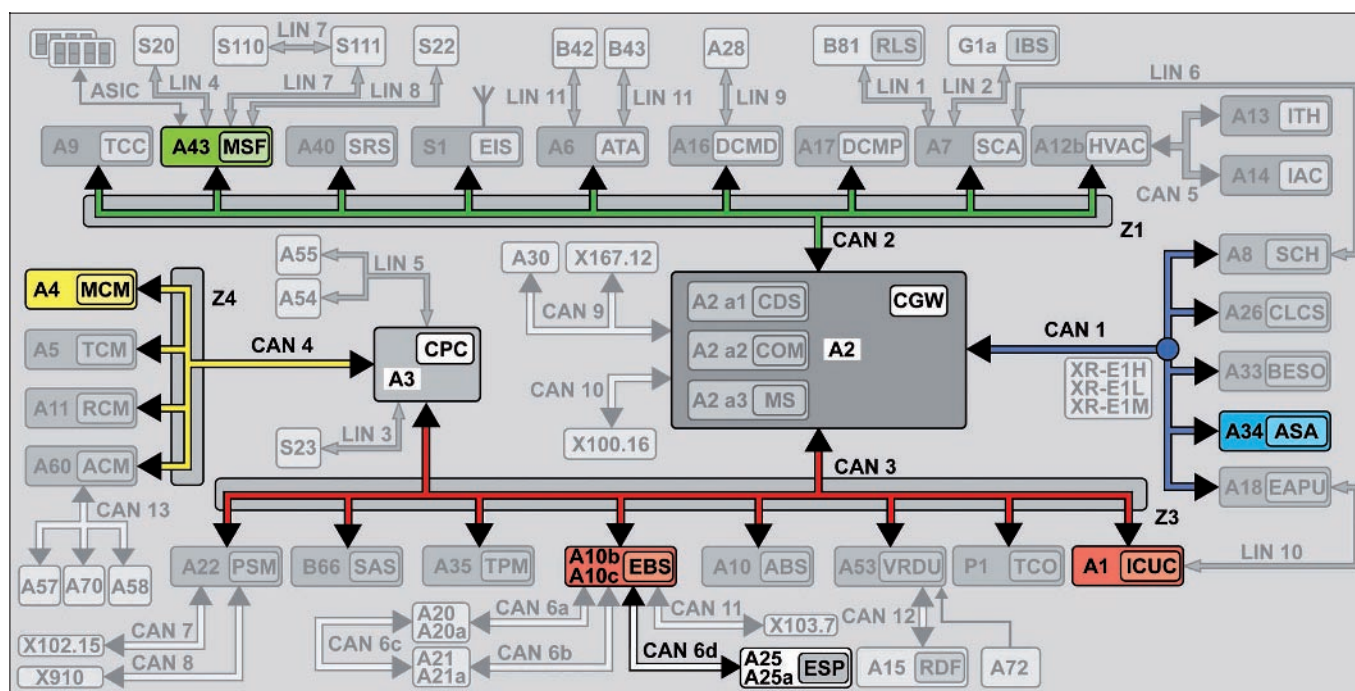 LIN 7
S20
S110
S111
S22
B42
B43
A28
B81 RLS
G1a IBS
ASIC
LIN 4
LIN 7
LIN 8
LIN 11
LIN 11
LIN 9
LIN 1
LIN 2
LIN 6
A9 TCC
A43 MSF
A40 SRS
S1 EIS
A6 ATA
A16 DCMD
A17 DCMP
A7 SCA
A12b HVAC
A13 ITH
A14 IAC
CAN 5
Z1
CAN 2
A55
A54
LIN 5
A30
X167.12
CAN 9
A4 MCM
A5 TCM
A11 RCM
A60 ACM
Z4
CAN 4
CPC
A3
A2 a1 CDS
A2 a2 COM
A2 a3 MS
CGW
A2
CAN 1
XR-E1H
XR-E1L
XR-E1M
A8 SCH
A26 CLCS
A33 BESO
A34 ASA
A18 EAPU
CAN 10
X100.16
S23
LIN 3
CAN 3
Z3
CAN 13
A57
A70
A58
A22 PSM
B66 SAS
A35 TPM
A10b
A10c
EBS
A10 ABS
A53 VRDU
P1 TCO
A1 ICUC
LIN 10
X102.15
CAN 7
X910
CAN 8
CAN 6c
A20
A20a
CAN 6a
A21
A21a
CAN 6b
CAN 11
X103.7
CAN 6d
A25
A25a
ESP
CAN 12
A15 RDF
A72